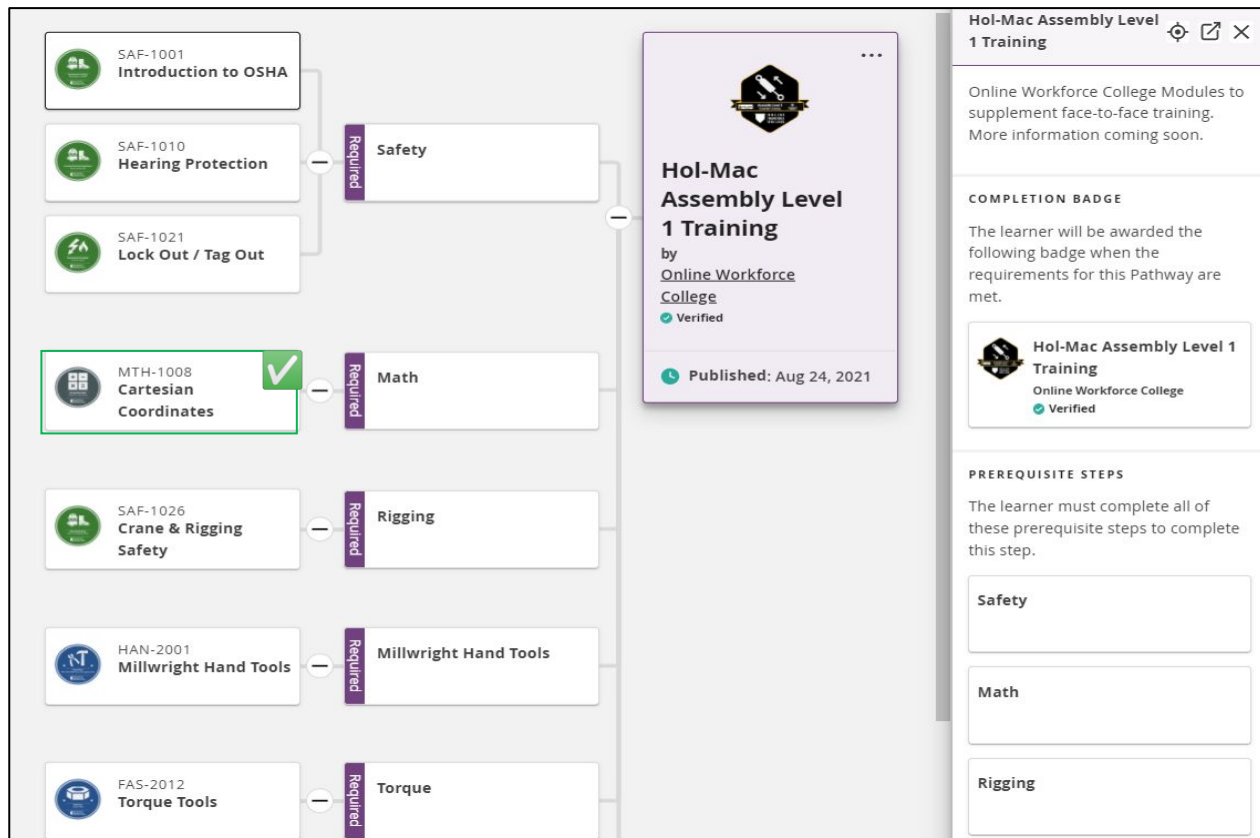 SAF-1001
Introduction to OSHA
SAF-1010
Hearing Protection
SAF-1021
Lock Out / Tag Out
Required
Safety
MTH-1008
Cartesian
Coordinates
Required
Math
SAF-1026
Crane & Rigging
Safety
Required
Rigging
HAN-2001
Millwright Hand Tools
Required
Millwright Hand Tools
FAS-2012
Torque Tools
Required
Torque
Hol-Mac
Assembly Level
1 Training
by
Online Workforce
College
Verified
Published: Aug 24, 2021
Hol-Mac Assembly Level
1 Training
Online Workforce College Modules to
supplement face-to-face training.
More information coming soon.
COMPLETION BADGE
The learner will be awarded the
following badge when the
requirements for this Pathway are
met.
Hol-Mac Assembly Level 1
Training
Online Workforce College
Verified
PREREQUISITE STEPS
The learner must complete all of
these prerequisite steps to complete
this step.
Safety
Math
Rigging